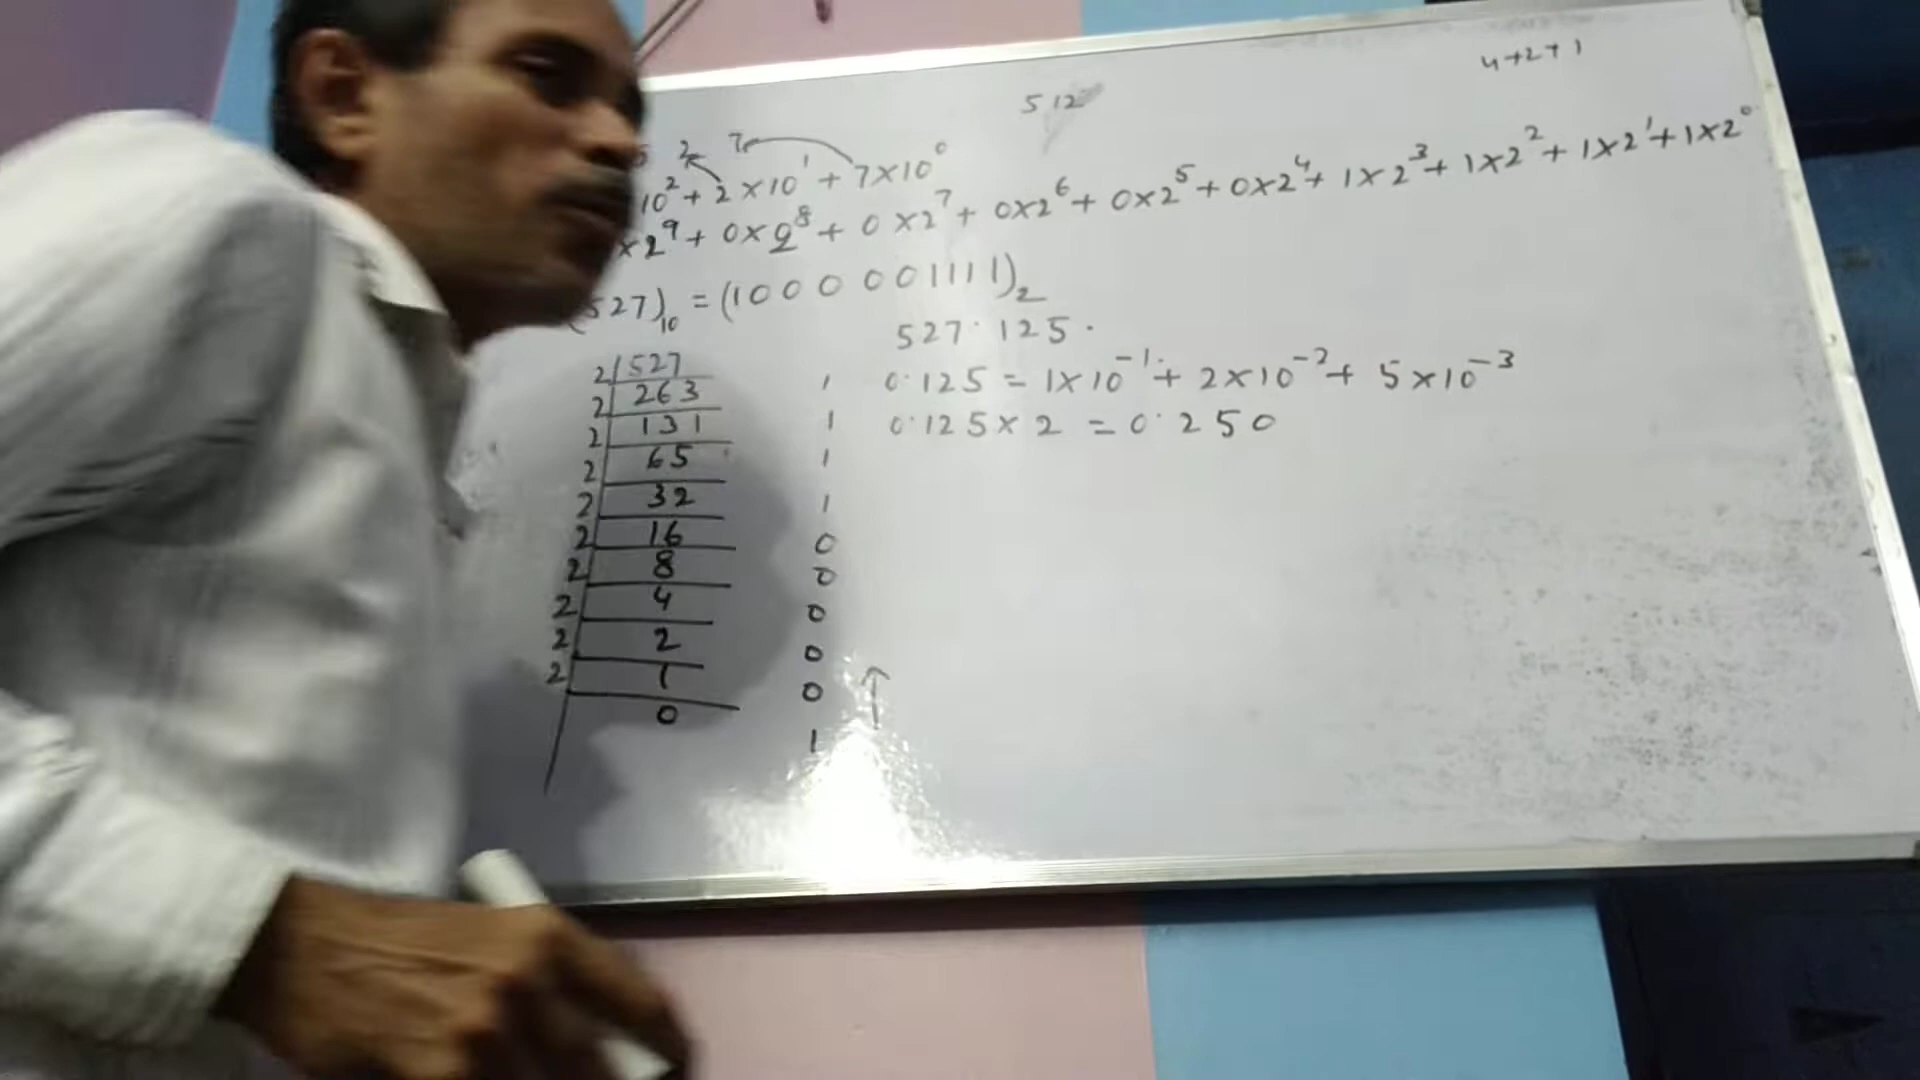 4+2+1
512
2 7
10² + 2×10¹ + 7×10⁰
×2⁹ + 0×2⁸ + 0×2⁷ + 0×2⁶ + 0×2⁵ + 0×2⁴ + 1×2³ + 1×2² + 1×2¹ + 1×2⁰
(527)₁₀ = (1000001111)₂
527.125.
2 527
2 263 1
2 131 1
2 65 1
2 32 1
2 16 0
2 8 0
2 4 0
2 2 0
2 1 0
0 1
0.125 = 1×10⁻¹ + 2×10⁻² + 5×10⁻³
0.125×2 = 0.250